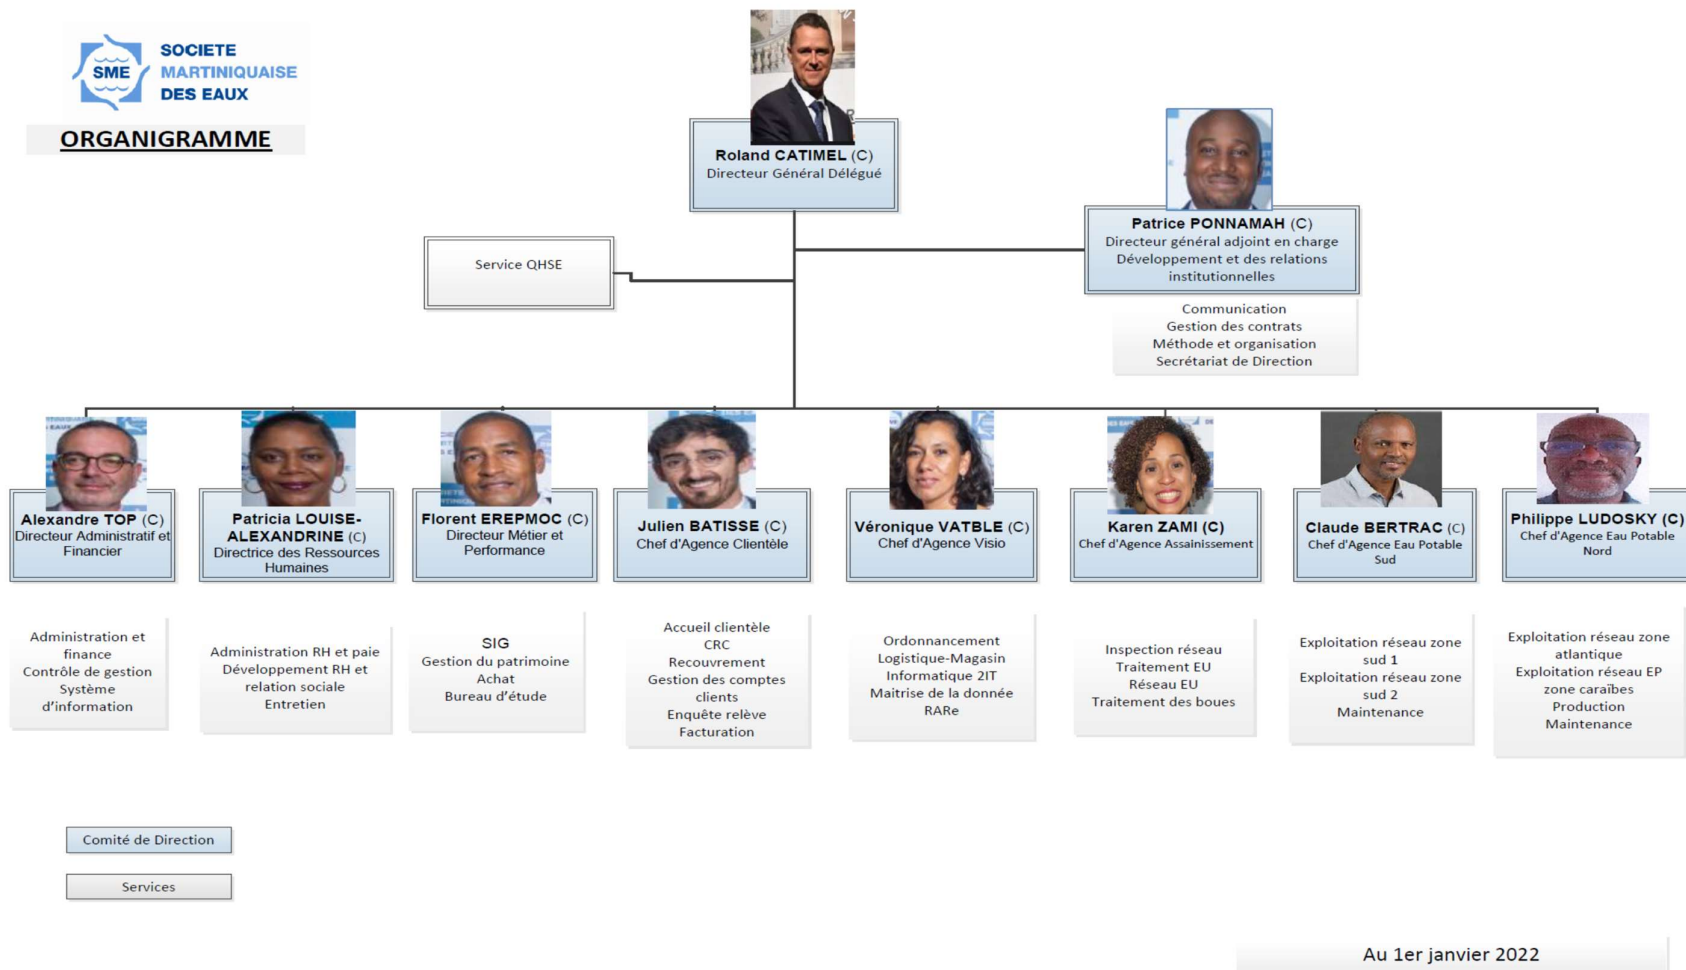 SME
SOCIETE
MARTINIQUAISE
DES EAUX
ORGANIGRAMME
Roland CATIMEL (C)
Directeur Général Délégué
Patrice PONNAMAH (C)
Directeur général adjoint en charge
Développement et des relations
institutionnelles
Service QHSE
Communication
Gestion des contrats
Méthode et organisation
Secrétariat de Direction
Alexandre TOP (C)
Directeur Administratif et
Financier
Patricia LOUISE-
ALEXANDRINE (C)
Directrice des Ressources
Humaines
Florent EREPMOC (C)
Directeur Métier et
Performance
Julien BATISSE (C)
Chef d'Agence Clientèle
Véronique VATBLE (C)
Chef d'Agence Visio
Karen ZAMI (C)
Chef d'Agence Assainissement
Claude BERTRAC (C)
Chef d'Agence Eau Potable
Sud
Philippe LUDOSKY (C)
Chef d'Agence Eau Potable
Nord
Administration et
finance
Contrôle de gestion
Système
d'information
Administration RH et paie
Développement RH et
relation sociale
Entretien
SIG
Gestion du patrimoine
Achat
Bureau d'étude
Accueil clientèle
CRC
Recouvrement
Gestion des comptes
clients
Enquête relève
Facturation
Ordonnancement
Logistique-Magasin
Informatique 2IT
Maitrise de la donnée
RARe
Inspection réseau
Traitement EU
Réseau EU
Traitement des boues
Exploitation réseau zone
sud 1
Exploitation réseau zone
sud 2
Maintenance
Exploitation réseau zone
atlantique
Exploitation réseau EP
zone caraïbes
Production
Maintenance
Comité de Direction
Services
Au 1er janvier 2022